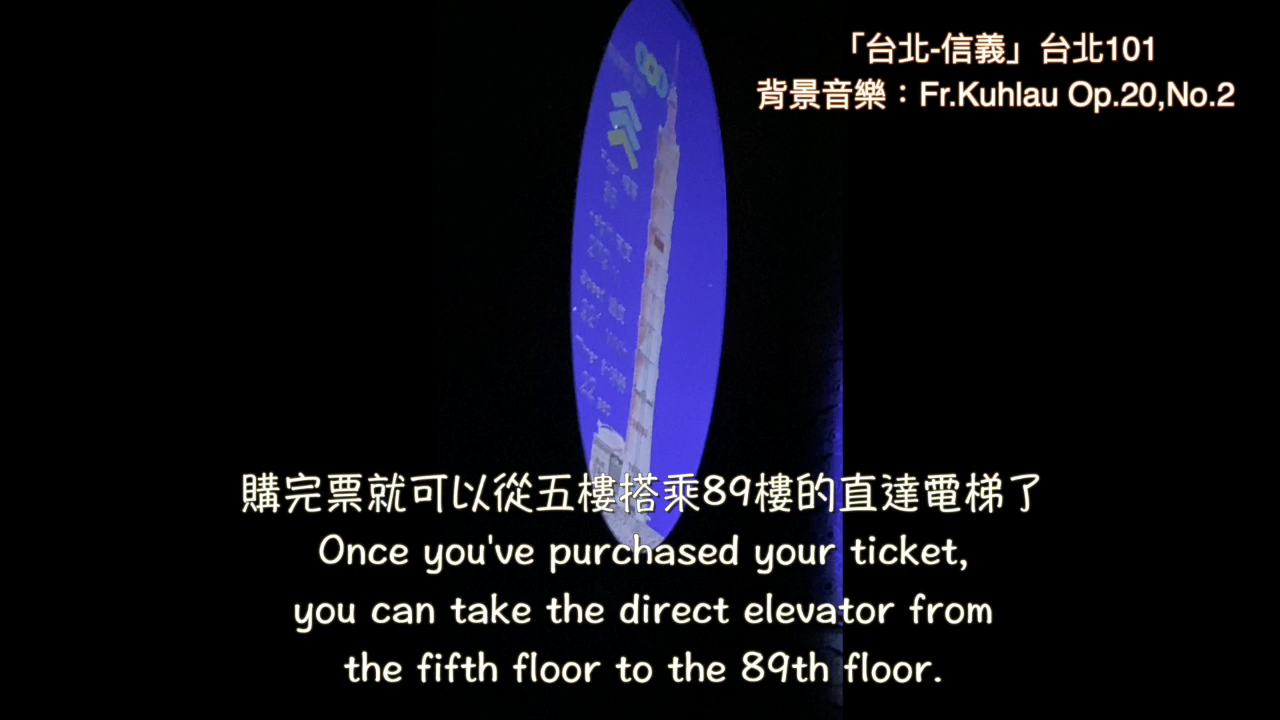 「台北-信義」台北101
背景音樂：Fr.Kuhlau Op.20,No.2
22 sec
購完票就可以從五樓搭乘89樓的直達電梯了
Once you've purchased your ticket,
you can take the direct elevator from
the fifth floor to the 89th floor.